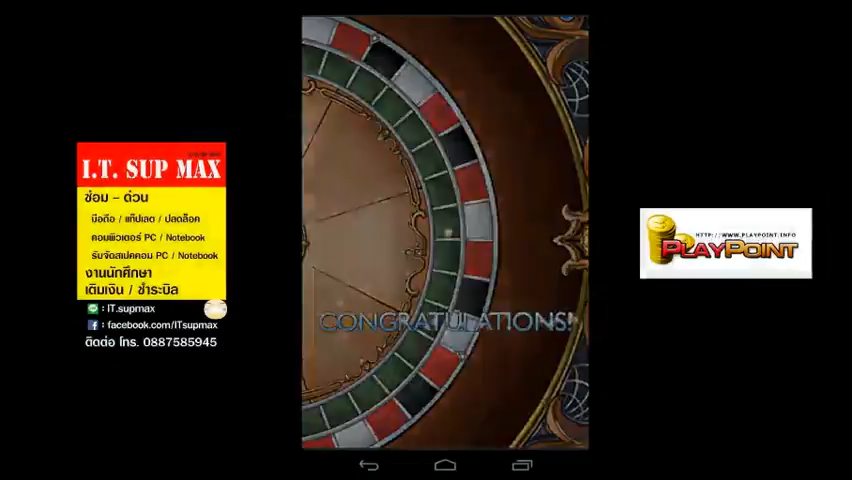 I.T. SUP MAX
ซ่อม - ด่วน
มือถือ / แท็ปเลต / ปลดล็อค
คอมพิวเตอร์ PC / Notebook
รับจัดสเปคคอม PC / Notebook
งานนักศึกษา
เติมเงิน / ชำระบิล
: IT.supmax
: facebook.com/ITsupmax
ติดต่อ โทร. 0887585945
CONGRATULATIONS!
HTTP://WWW.PLAYPOINT.INFO
PLAYPOINT